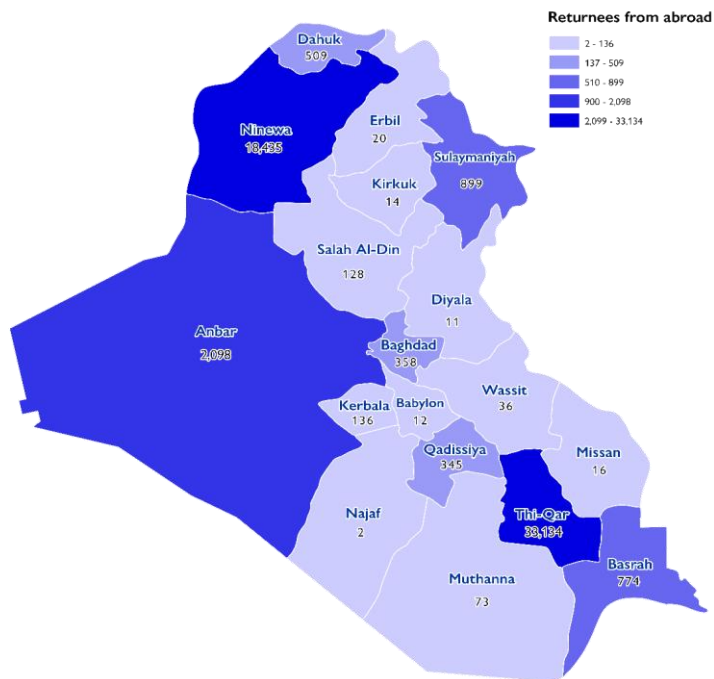 Returnees from abroad
2 - 136
137 - 509
510 - 899
900 - 2,098
2,099 - 33,134
Dahuk
509
Ninewa
18,435
Erbil
20
Sulaymaniyah
899
Kirkuk
14
Salah Al-Din
128
Diyala
11
Anbar
2,098
Baghdad
358
Wassit
36
Kerbala
136
Babylon
12
Qadissiya
345
Missan
16
Najaf
2
Thi-Qar
33,134
Basrah
774
Muthanna
73